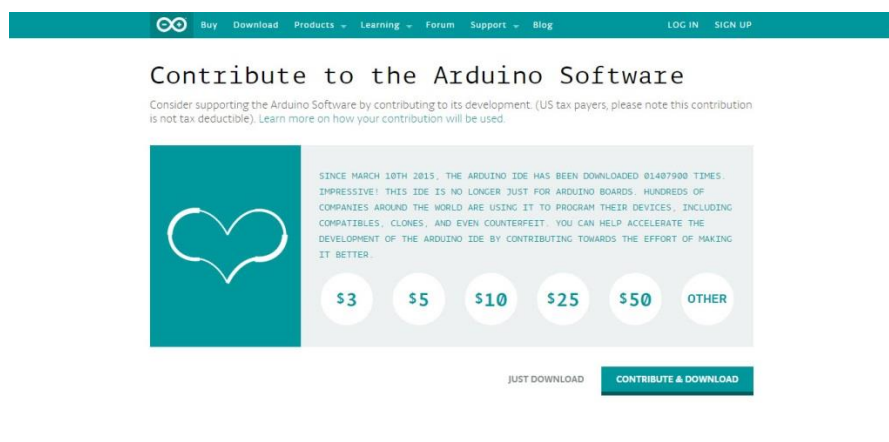 Buy Download Products Learning Forum Support Blog LOG IN SIGN UP
Contribute to the Arduino Software
Consider supporting the Arduino Software by contributing to its development. (US tax payers, please note this contribution
is not tax deductible). Learn more on how your contribution will be used.
SINCE MARCH 10TH 2015, THE ARDUINO IDE HAS BEEN DOWNLOADED 01407900 TIMES.
IMPRESSIVE! THIS IDE IS NO LONGER JUST FOR ARDUINO BOARDS. HUNDREDS OF
COMPANIES AROUND THE WORLD ARE USING IT TO PROGRAM THEIR DEVICES, INCLUDING
COMPATIBLES, CLONES, AND EVEN COUNTERFEIT. YOU CAN HELP ACCELERATE THE
DEVELOPMENT OF THE ARDUINO IDE BY CONTRIBUTING TOWARDS THE EFFORT OF MAKING
IT BETTER.
$3 $5 $10 $25 $50 OTHER
JUST DOWNLOAD CONTRIBUTE & DOWNLOAD